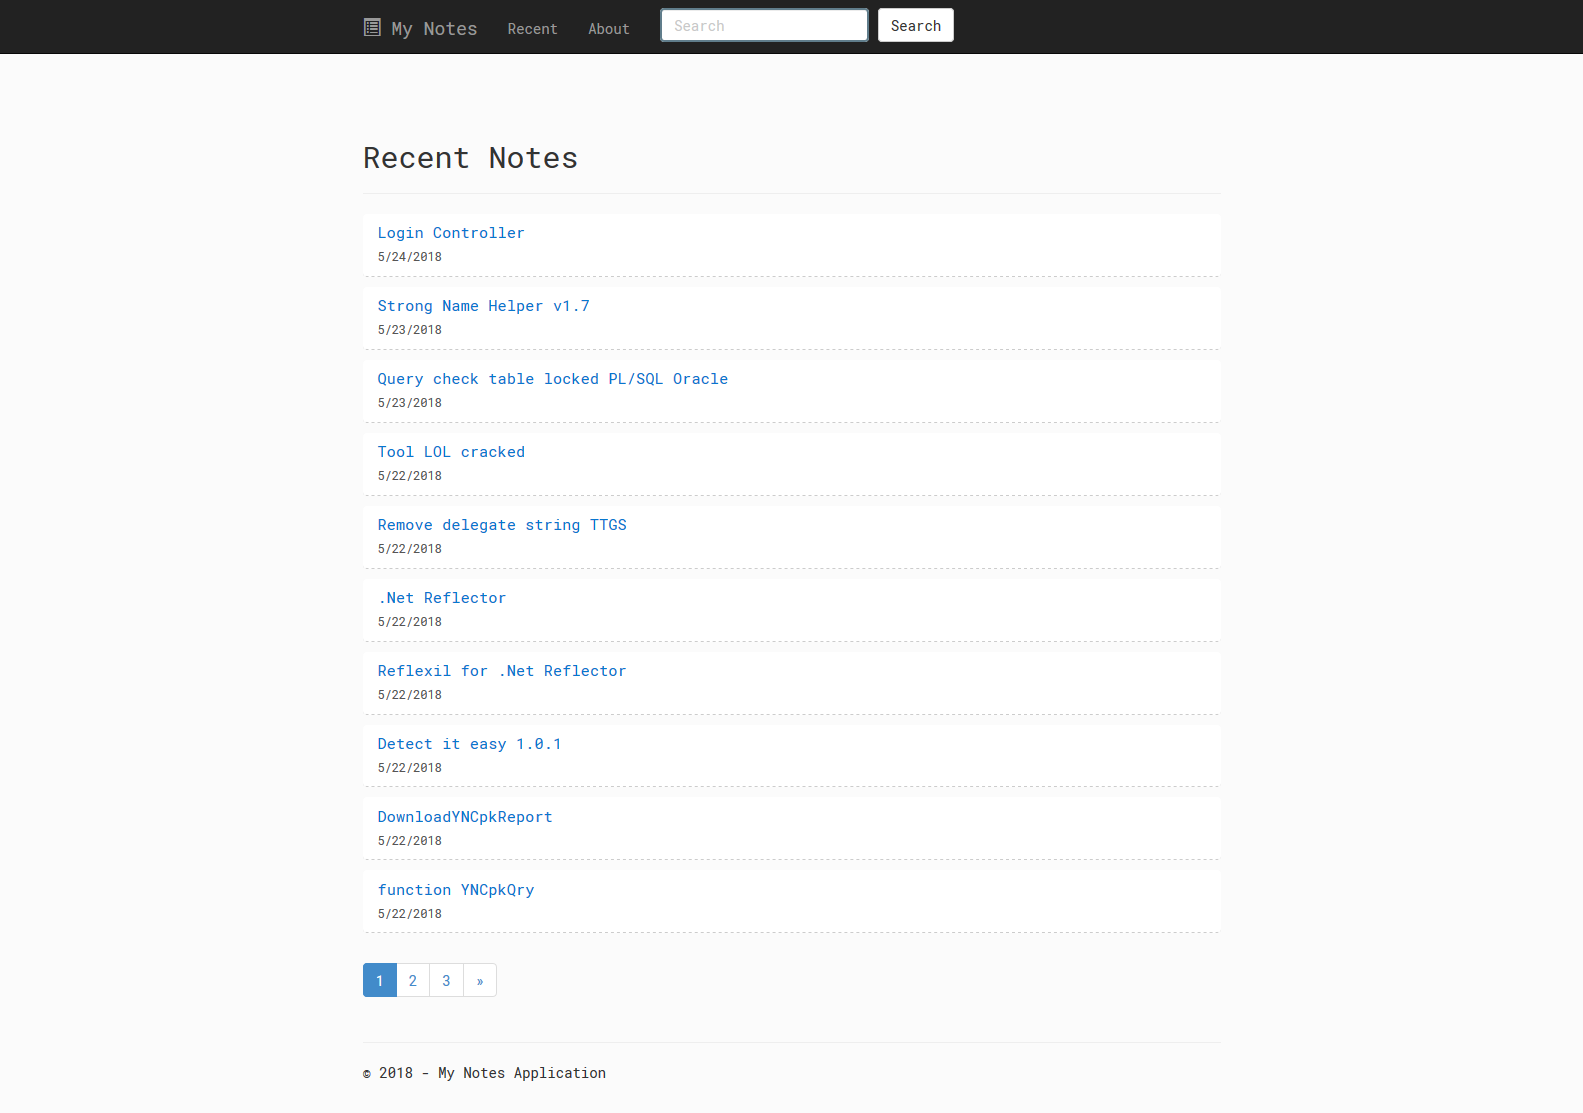 My Notes Recent About Search Search
Recent Notes
Login Controller
5/24/2018
Strong Name Helper v1.7
5/23/2018
Query check table locked PL/SQL Oracle
5/23/2018
Tool LOL cracked
5/22/2018
Remove delegate string TTGS
5/22/2018
.Net Reflector
5/22/2018
Reflexil for .Net Reflector
5/22/2018
Detect it easy 1.0.1
5/22/2018
DownloadYNCpkReport
5/22/2018
function YNCpkQry
5/22/2018
1 2 3 »
© 2018 - My Notes Application